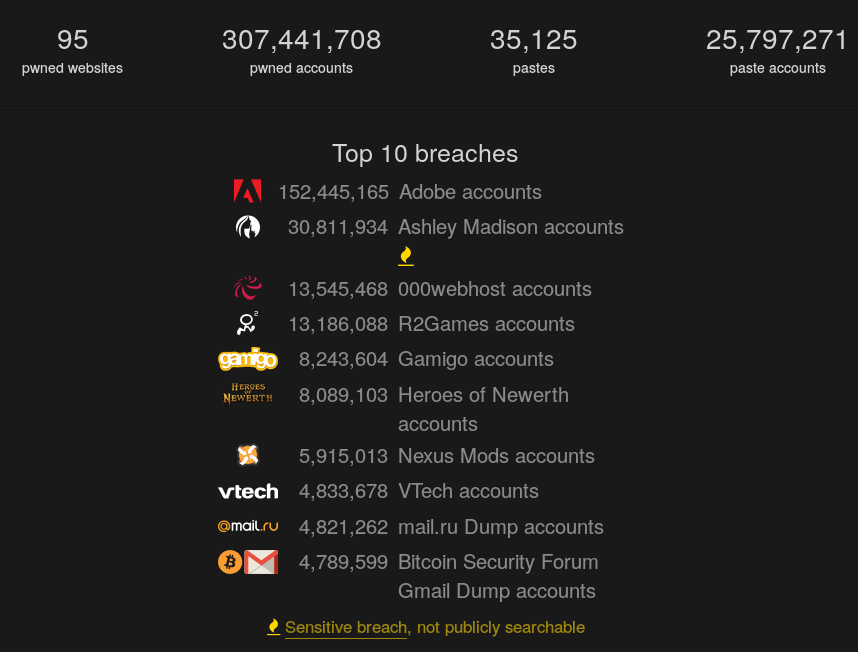 95 307,441,708 35,125 25,797,271
pwned websites pwned accounts pastes paste accounts
Top 10 breaches
152,445,165 Adobe accounts
30,811,934 Ashley Madison accounts
13,545,468 000webhost accounts
2
13,186,088 R2Games accounts
gamigo 8,243,604 Gamigo accounts
HEROES OF NEWERTH 8,089,103 Heroes of Newerth
accounts
5,915,013 Nexus Mods accounts
vtech 4,833,678 VTech accounts
@mail.ru 4,821,262 mail.ru Dump accounts
4,789,599 Bitcoin Security Forum
Gmail Dump accounts
Sensitive breach, not publicly searchable